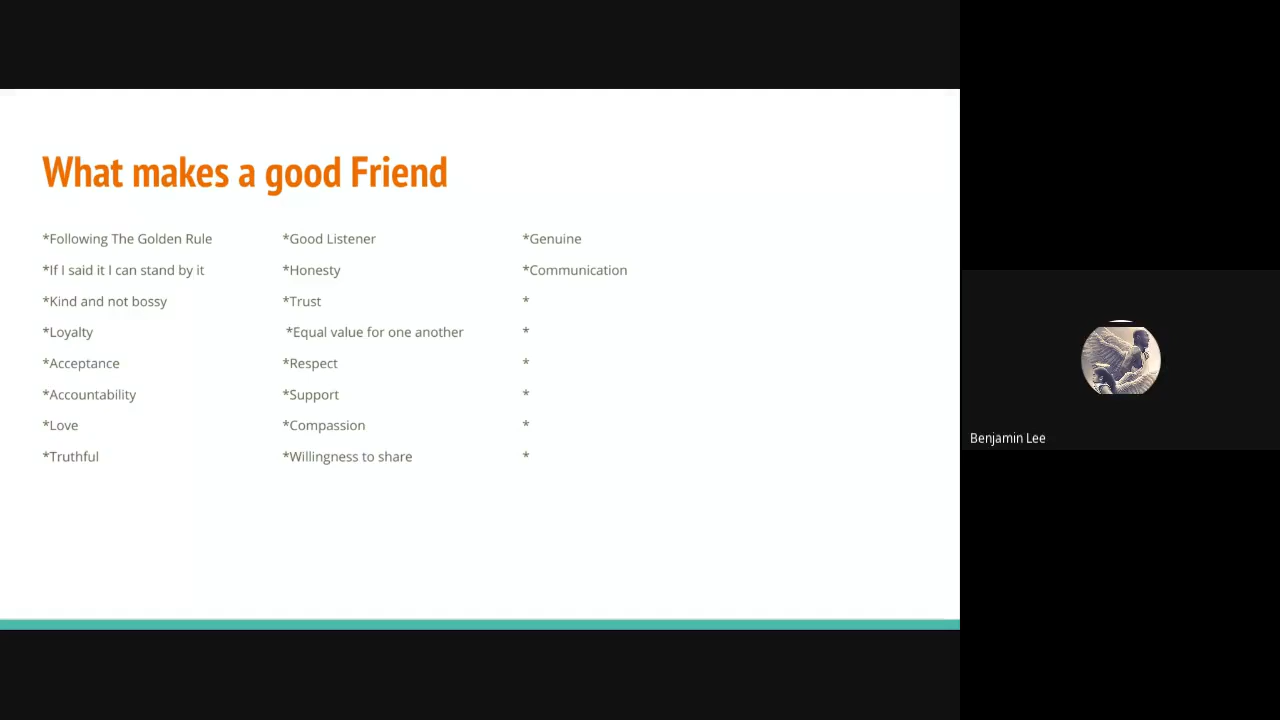 What makes a good Friend
*Following The Golden Rule
*If I said it I can stand by it
*Kind and not bossy
*Loyalty
*Acceptance
*Accountability
*Love
*Truthful
*Good Listener
*Honesty
*Trust
*Equal value for one another
*Respect
*Support
*Compassion
*Willingness to share
*Genuine
*Communication
*
*
*
*
*
*
Benjamin Lee